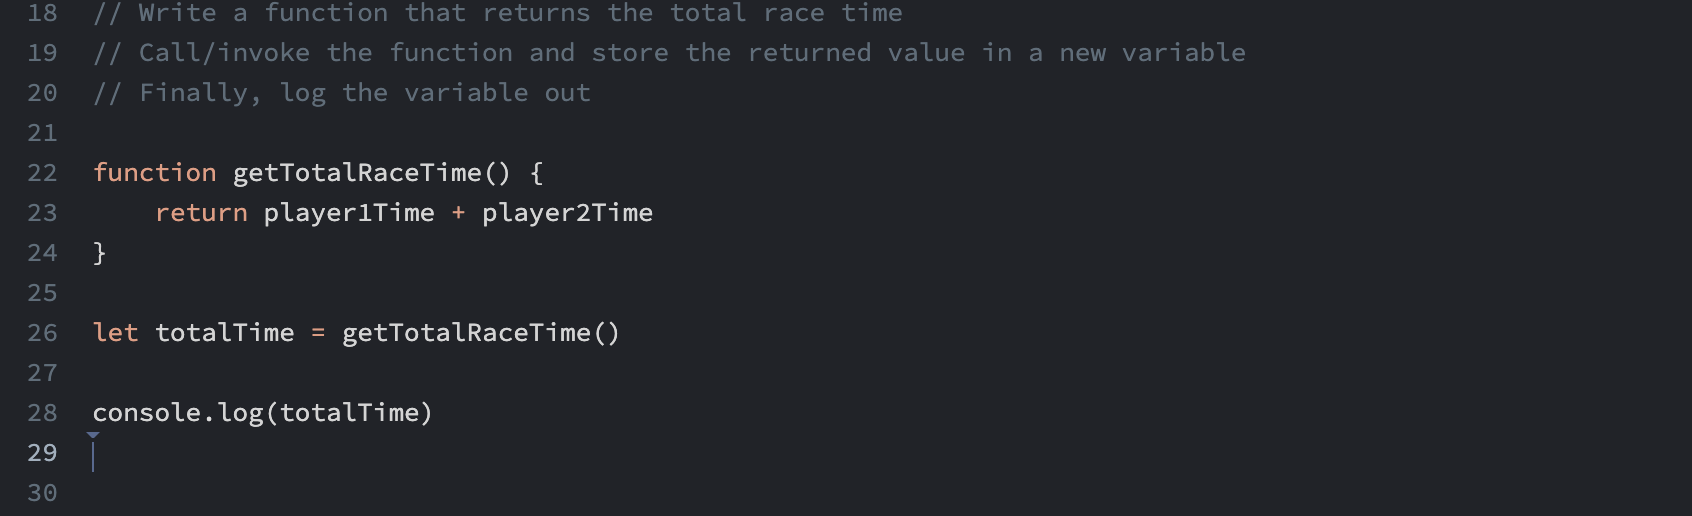 18 // Write a function that returns the total race time
19 // Call/invoke the function and store the returned value in a new variable
20 // Finally, log the variable out
21
22 function getTotalRaceTime() {
23     return player1Time + player2Time
24 }
25
26 let totalTime = getTotalRaceTime()
27
28 console.log(totalTime)
29
30